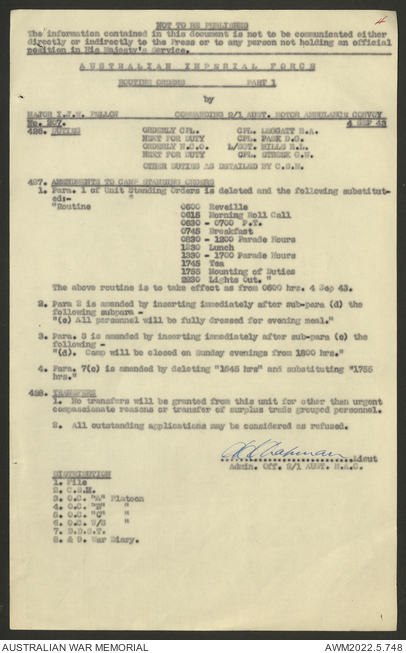 4
NOT TO BE PUBLISHED
The information contained in this document is not to be communicated either
directly or indirectly to the Press or to any person not holding an official
position in His Majesty's Service.
AUSTRALIAN IMPERIAL FORCE
ROUTINE ORDERS PART 1
by
MAJOR COMMANDING 2/1 AUST. MOTOR AMBULANCE CONVOY
No. 207. 4 SEP 43
426. DUTIES ORDERLY CPL. CPL. LEGGATT R.A.
NEXT FOR DUTY CPL. PAGE D.G.
ORDERLY N.C.O. L/SGT. MILLS H.L.
NEXT FOR DUTY CPL. STREEK G.W.
OTHER DUTIES AS DETAILED BY C.S.M.
427. AMENDMENTS TO CAMP STANDING ORDERS
1. Para. 1 of Unit Standing Orders is deleted and the following substitut-
ed:- "
"Routine 0600 Reveille
0615 Morning Roll Call
0630 - 0700 P.T.
0745 Breakfast
0830 - 1200 Parade Hours
1230 Lunch
1330 - 1700 Parade Hours
1745 Tea
1755 Mounting of Duties
2230 Lights Out. "
The above routine is to take effect as from 0600 hrs. 4 Sep 43.
2. Para 2 is amended by inserting immediately after sub-para (d) the
following subpara -
"(e) All personnel will be fully dressed for evening meal."
3. Para 3 is amended by inserting immediately after sub-para (c) the
following -
"(d). Camp will be closed on Sunday evenings from 1800 hrs."
4. Para. 7(c) is amended by deleting "1645 hrs" and substituting "1755
hrs."
428. TRANSFERS
1. No transfers will be granted from this unit for other than urgent
compassionate reasons or transfer of surplus trade grouped personnel.
2. All outstanding applications may be considered as refused.
Chapman
Lieut
Admin. Off. 2/1 AUST. M.A.C.
DISTRIBUTION
1. File
2. C.S.M.
3. O.C. "A" Platoon
4. O.C. "B" "
5. O.C. "C" "
6. O.C. W/S "
7. D.D.S.T.
8. & 9. War Diary.
AUSTRALIAN WAR MEMORIAL AWM2022.5.748